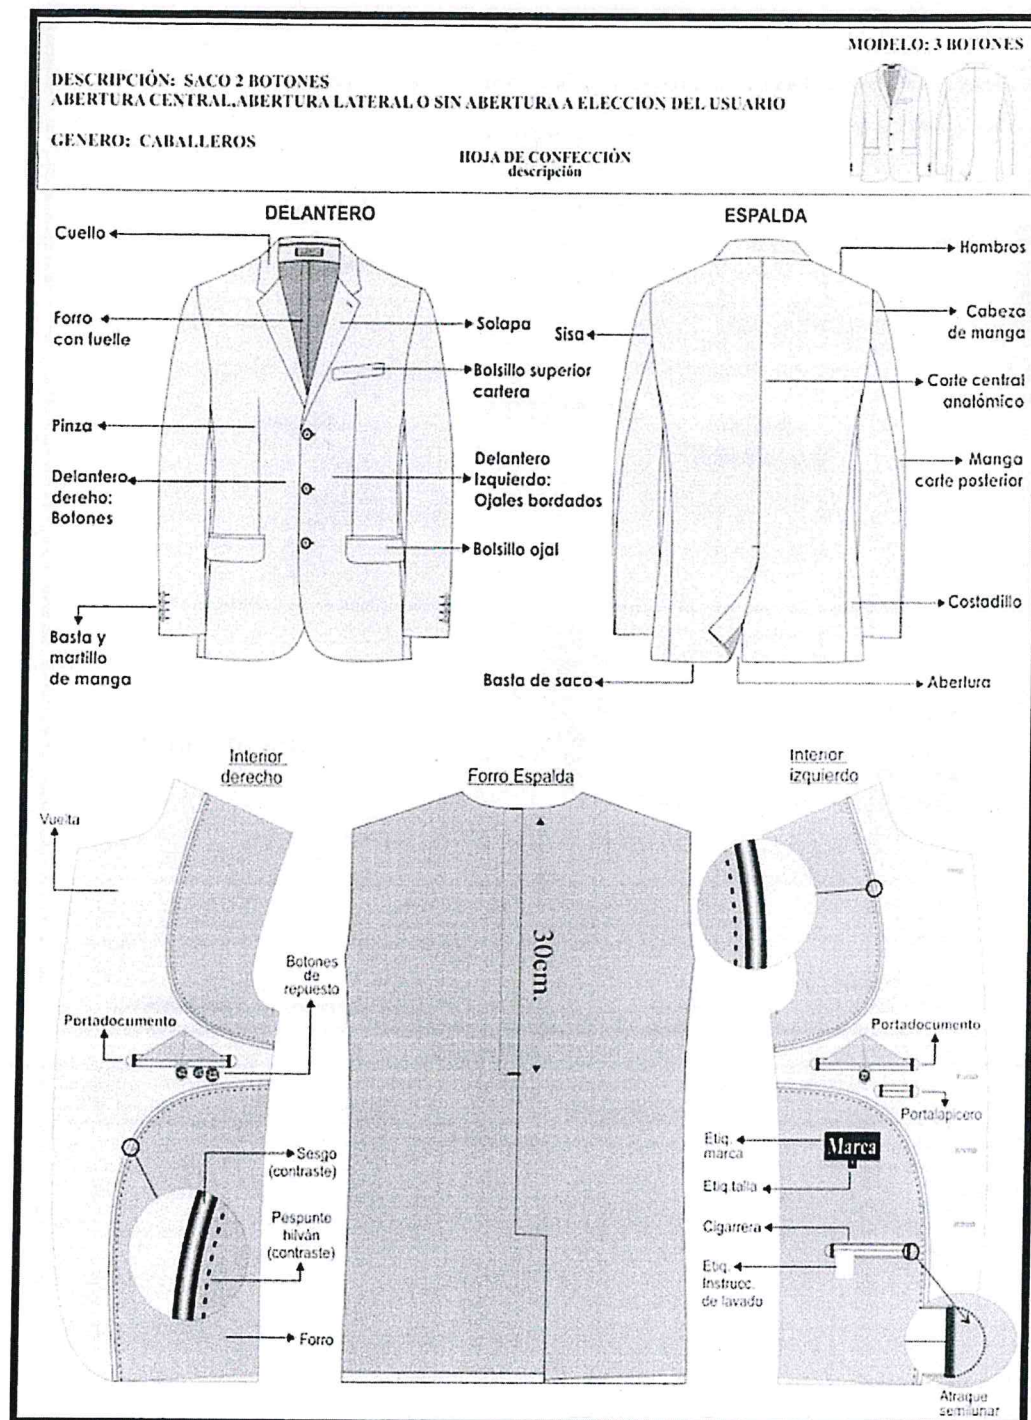 MODELO: 3 BOTONES
DESCRIPCIÓN: SACO 2 BOTONES
ABERTURA CENTRAL,ABERTURA LATERAL O SIN ABERTURA A ELECCION DEL USUARIO
GENERO: CABALLEROS
HOJA DE CONFECCIÓN
descripción
DELANTERO
ESPALDA
Cuello
Hombros
Forro
con fuelle
Solapa
Sisa
Cabeza
de manga
Bolsillo superior
cartera
Corte central
anatómico
Pinza
Delantero
dereho:
Botones
Delantero
Izquierdo:
Ojales bordados
Manga
corte posterior
Bolsillo ojal
Costadillo
Basta y
martillo
de manga
Basta de saco
Abertura
Interior
derecho
Forro Espalda
Interior
izquierdo
Vuelta
30cm.
Botones
de
repuesto
Portadocumento
Portadocumento
Portalapicero
Etiq.
marca
Marca
Sesgo
(contraste)
Etiq.talla
Pespunte
hilván
(contraste)
Cigarrera
Etiq.
Instrucc.
de lavado
Forro
Atraque
semilunar